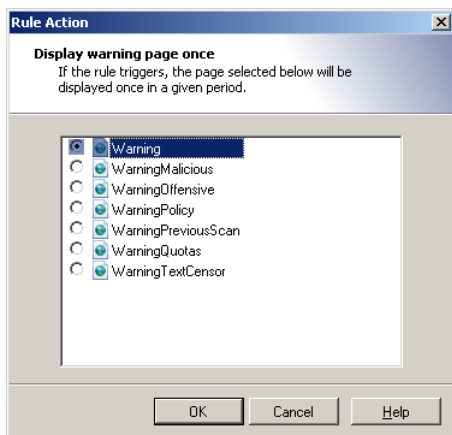 Rule Action
Display warning page once
If the rule triggers, the page selected below will be
displayed once in a given period.
Warning
WarningMalicious
WarningOffensive
WarningPolicy
WarningPreviousScan
WarningQuotas
WarningTextCensor
OK Cancel Help